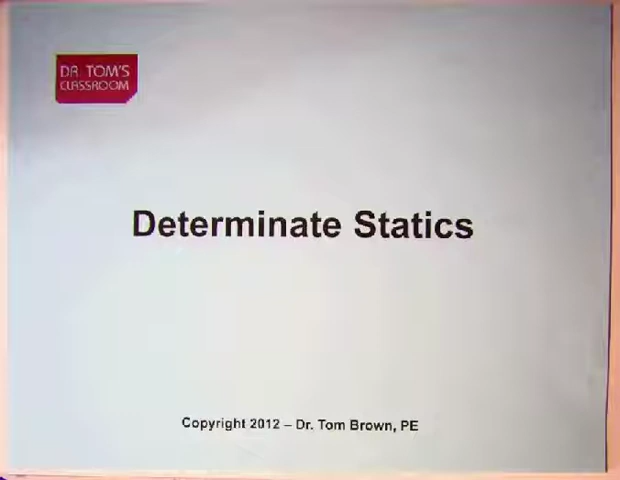 DR. TOM'S
CLASSROOM
Determinate Statics
Copyright 2012 – Dr. Tom Brown, PE